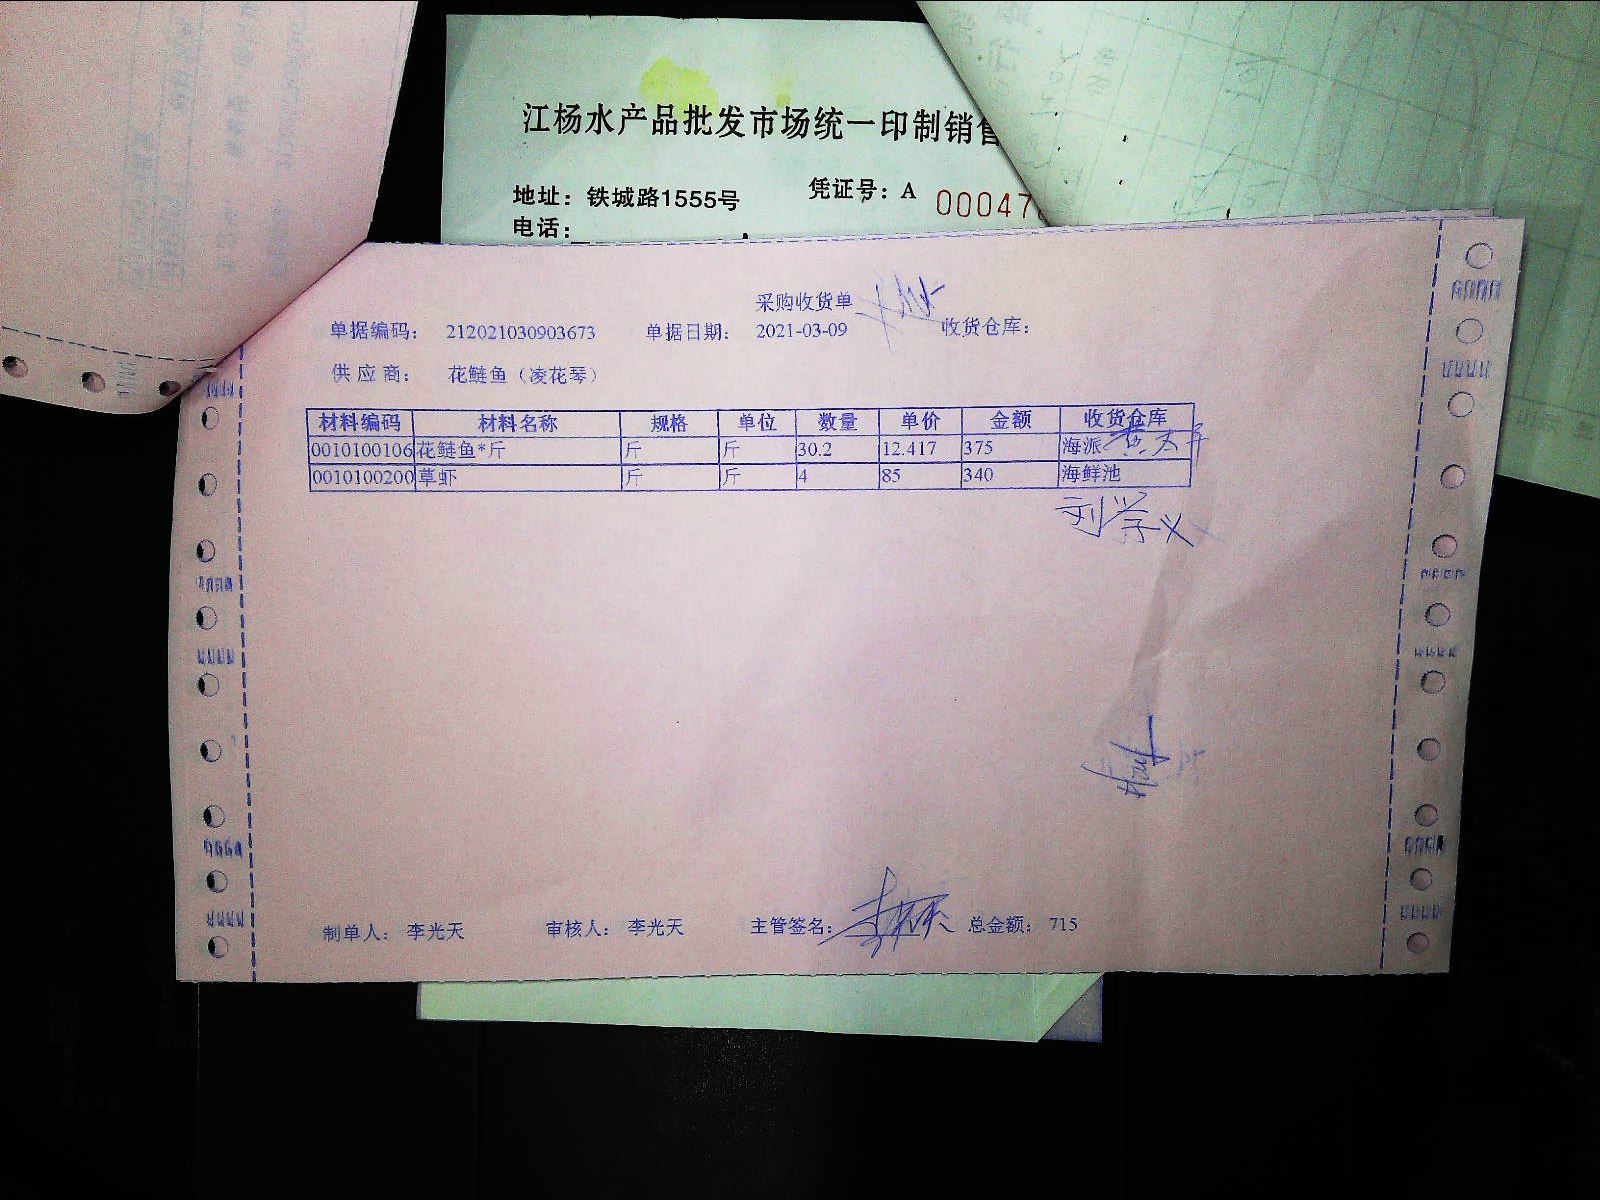 江杨水产品批发市场统一印制销售
地址：铁城路1555号 凭证号：A 00047
电话：
采购收货单
单据编码： 212021030903673 单据日期： 2021-03-09 收货仓库：
供应商： 花鲢鱼（凌花琴）
材料编码 材料名称 规格 单位 数量 单价 金额 收货仓库
0010100106 花鲢鱼*斤 斤 斤 30.2 12.417 375 海派
0010100200 草虾 斤 斤 4 85 340 海鲜池
刘学义
制单人： 李光天 审核人： 李光天 主管签名： 总金额： 715